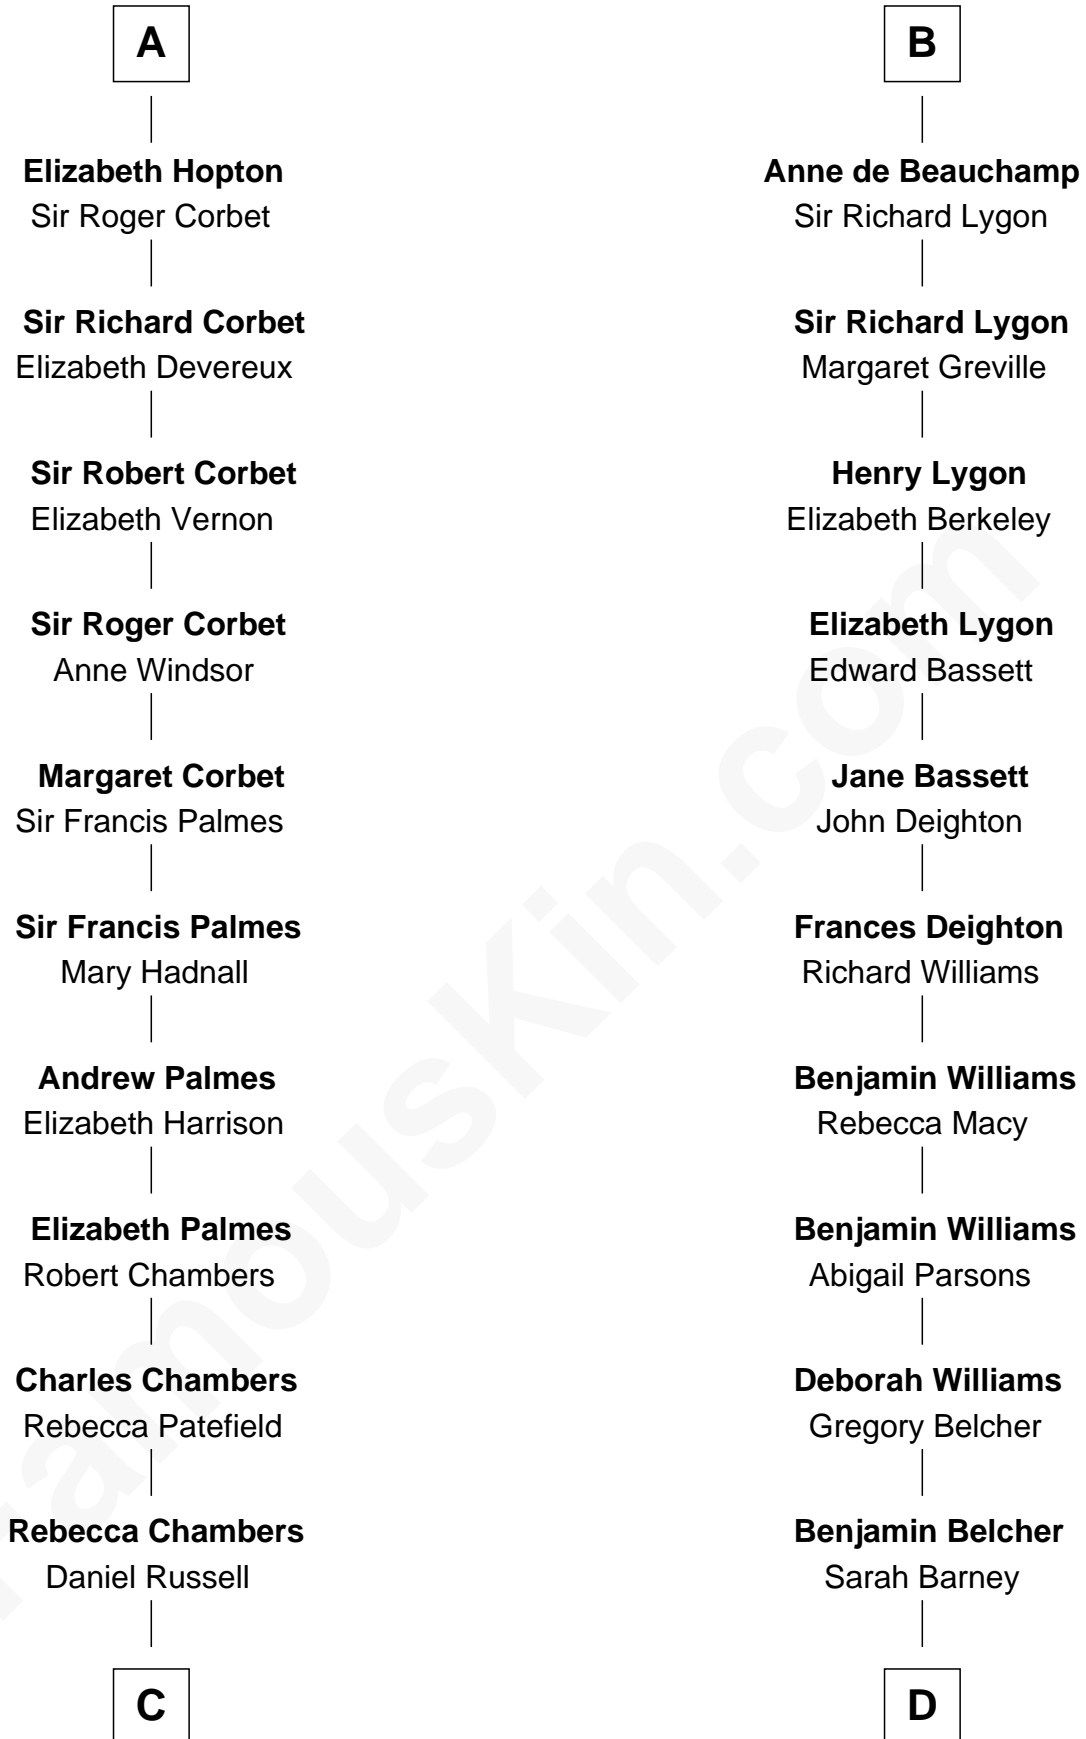 A
Elizabeth Hopton
Sir Roger Corbet
Sir Richard Corbet
Elizabeth Devereux
Sir Robert Corbet
Elizabeth Vernon
Sir Roger Corbet
Anne Windsor
Margaret Corbet
Sir Francis Palmes
Sir Francis Palmes
Mary Hadnall
Andrew Palmes
Elizabeth Harrison
Elizabeth Palmes
Robert Chambers
Charles Chambers
Rebecca Patefield
Rebecca Chambers
Daniel Russell
C
B
Anne de Beauchamp
Sir Richard Lygon
Sir Richard Lygon
Margaret Greville
Henry Lygon
Elizabeth Berkeley
Elizabeth Lygon
Edward Bassett
Jane Bassett
John Deighton
Frances Deighton
Richard Williams
Benjamin Williams
Rebecca Macy
Benjamin Williams
Abigail Parsons
Deborah Williams
Gregory Belcher
Benjamin Belcher
Sarah Barney
D
FamousKin.com